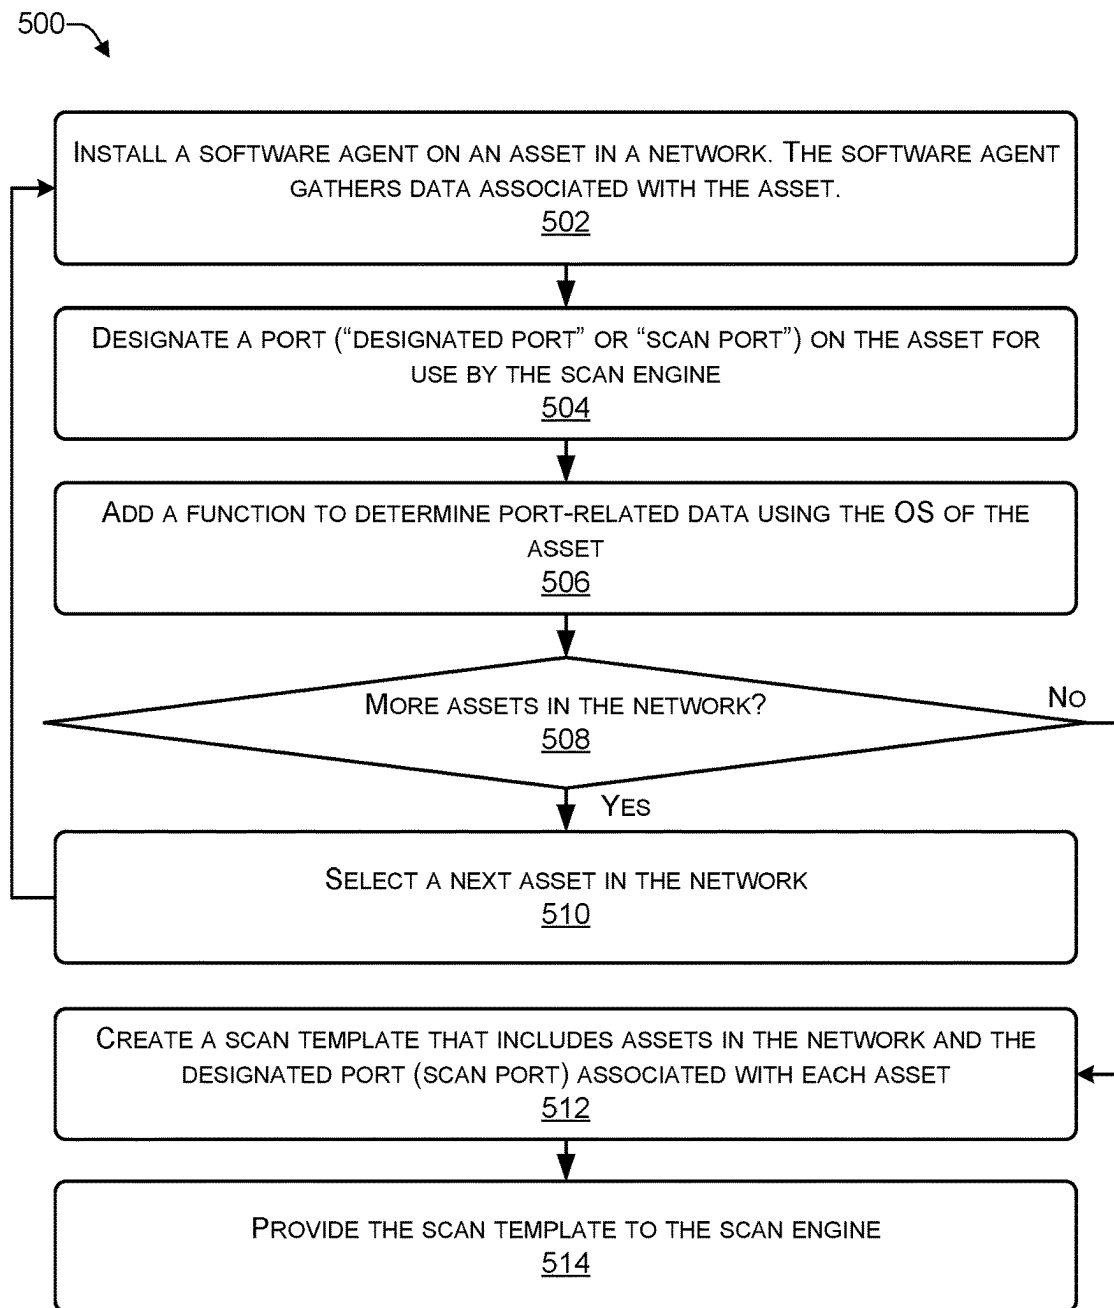 500
INSTALL A SOFTWARE AGENT ON AN ASSET IN A NETWORK. THE SOFTWARE AGENT
GATHERS DATA ASSOCIATED WITH THE ASSET.
502
DESIGNATE A PORT (“DESIGNATED PORT” OR “SCAN PORT”) ON THE ASSET FOR
USE BY THE SCAN ENGINE
504
ADD A FUNCTION TO DETERMINE PORT-RELATED DATA USING THE OS OF THE
ASSET
506
MORE ASSETS IN THE NETWORK?
508
NO
YES
SELECT A NEXT ASSET IN THE NETWORK
510
CREATE A SCAN TEMPLATE THAT INCLUDES ASSETS IN THE NETWORK AND THE
DESIGNATED PORT (SCAN PORT) ASSOCIATED WITH EACH ASSET
512
PROVIDE THE SCAN TEMPLATE TO THE SCAN ENGINE
514